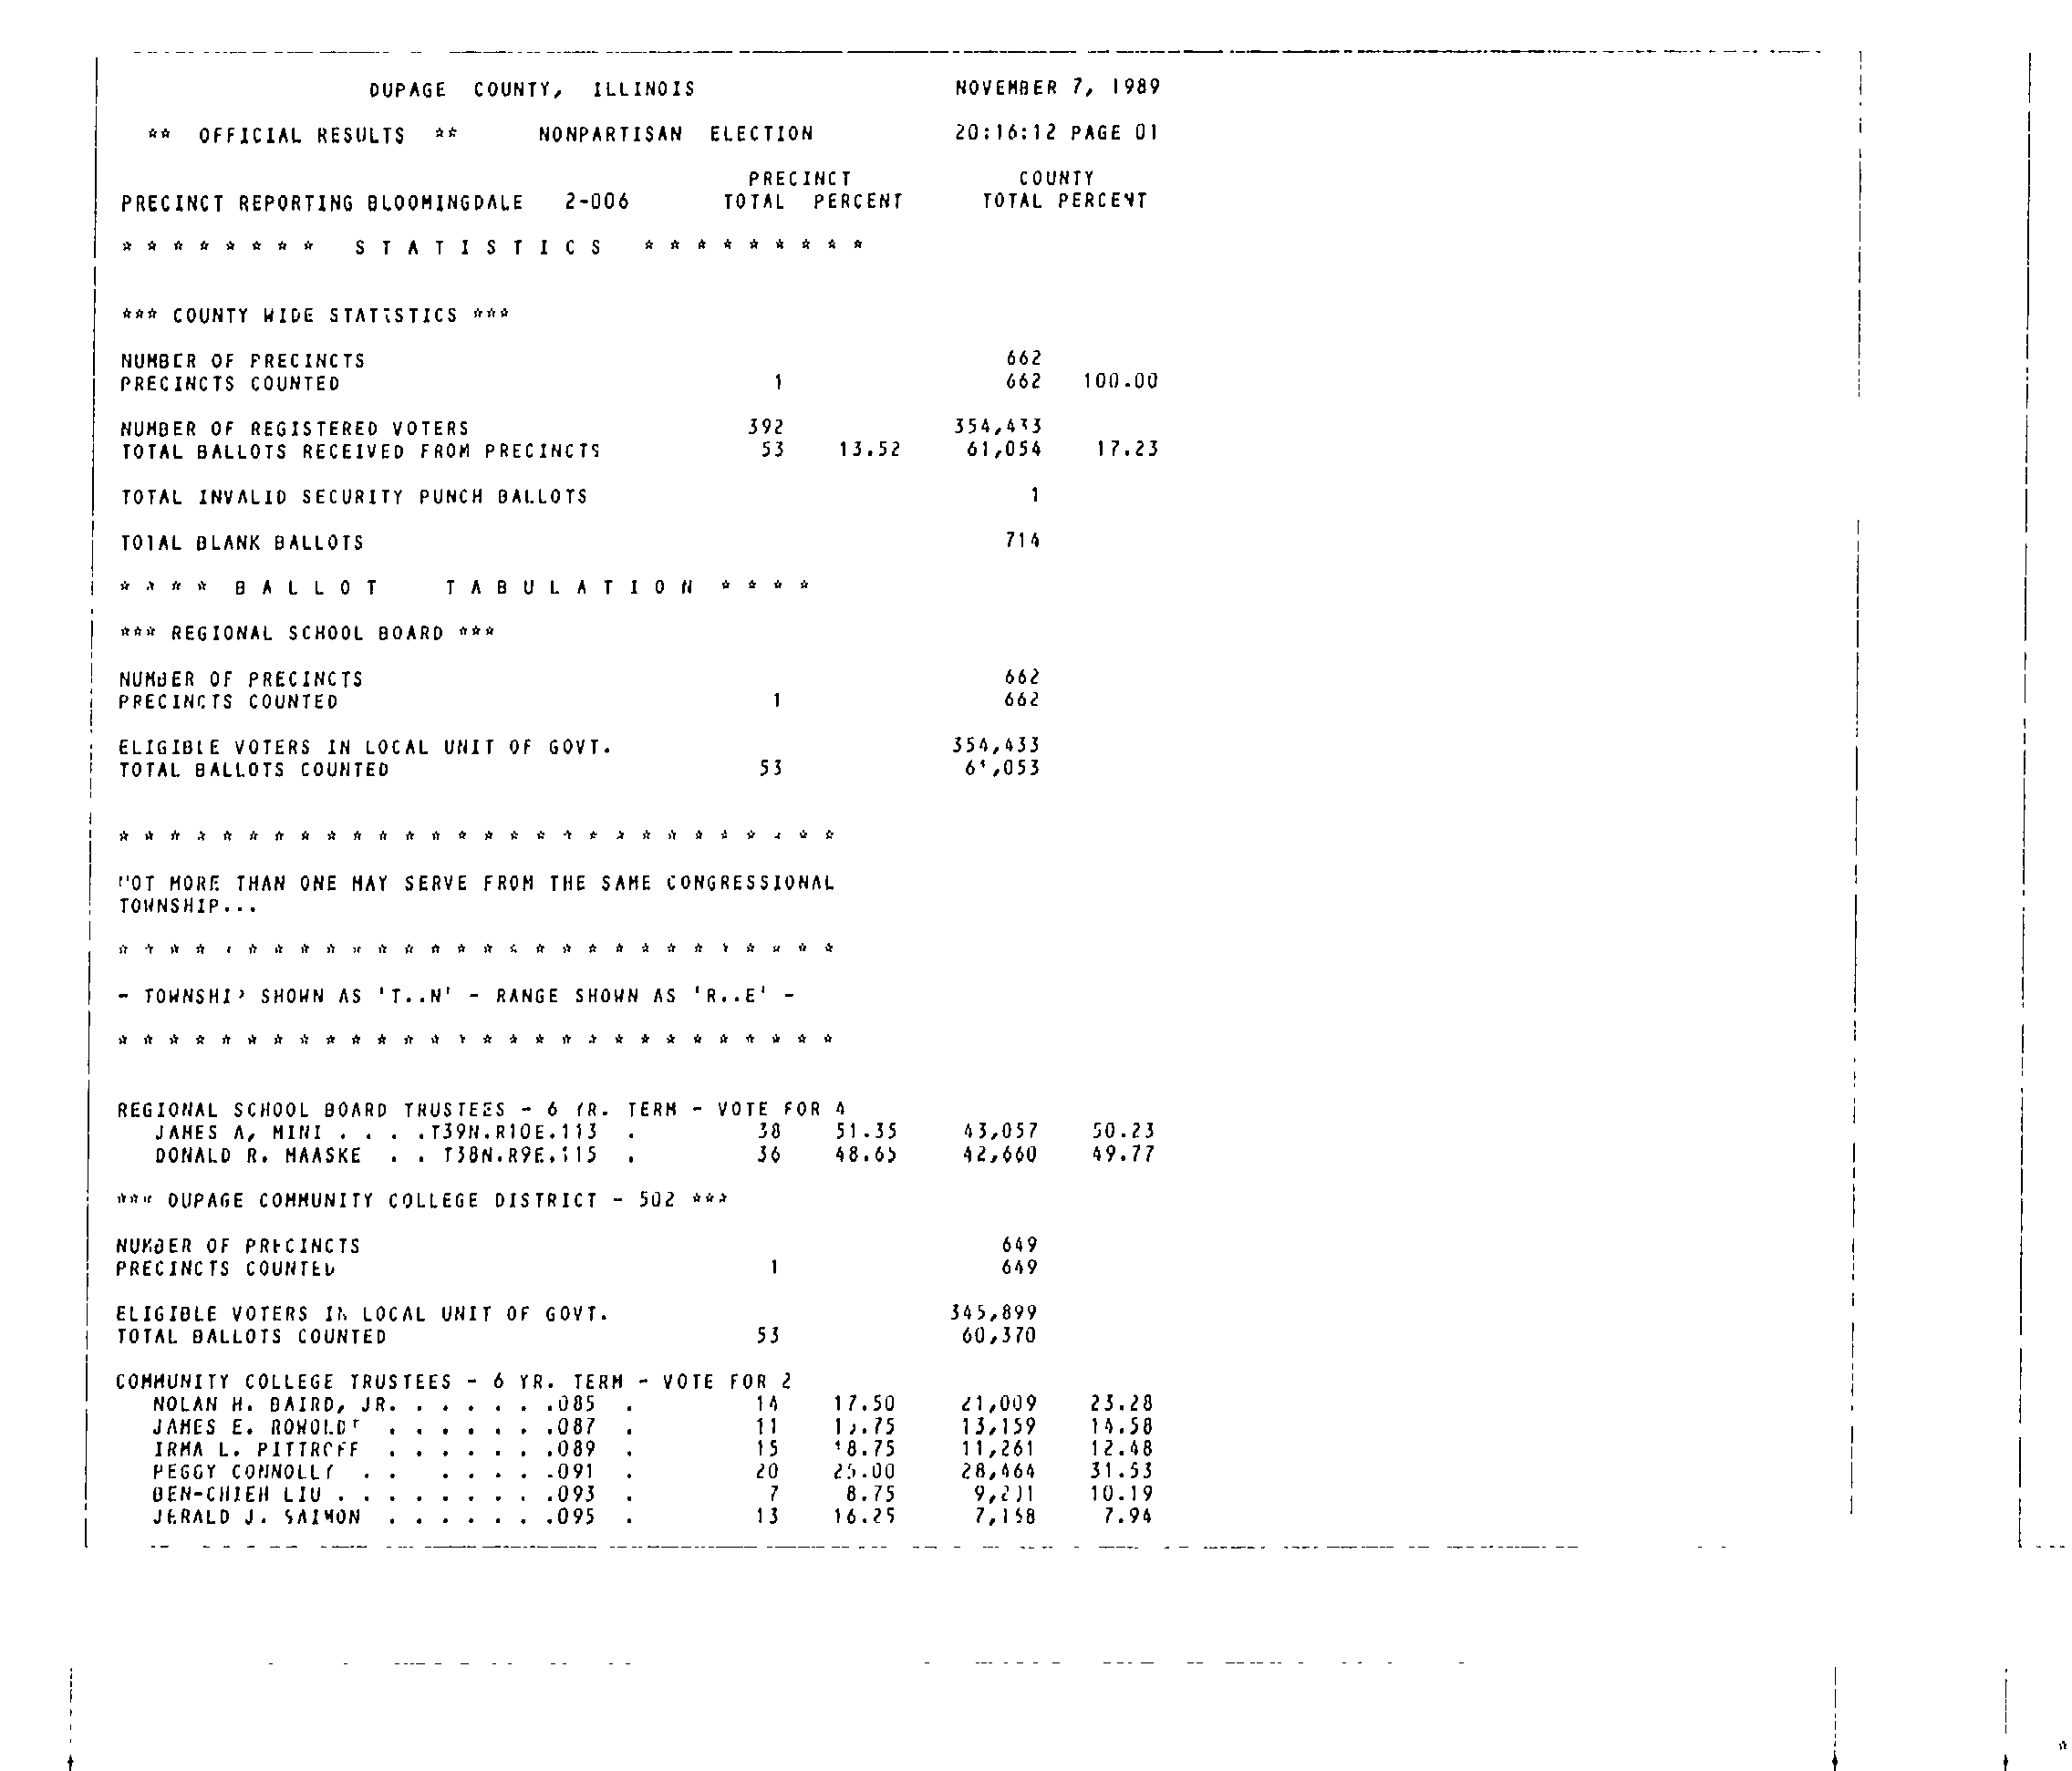 DUPAGE COUNTY, ILLINOIS NOVEMBER 7, 1989
** OFFICIAL RESULTS ** NONPARTISAN ELECTION 20:16:12 PAGE 01
PRECINCT COUNTY
PRECINCT REPORTING BLOOMINGDALE 2-006 TOTAL PERCENT TOTAL PERCENT
* * * * * * * * S T A T I S T I C S * * * * * * * * *
*** COUNTY WIDE STATISTICS ***
NUMBER OF PRECINCTS 662
PRECINCTS COUNTED 1 662 100.00
NUMBER OF REGISTERED VOTERS 392 354,433
TOTAL BALLOTS RECEIVED FROM PRECINCTS 53 13.52 61,054 17.23
TOTAL INVALID SECURITY PUNCH BALLOTS 1
TOTAL BLANK BALLOTS 714
* * * * B A L L O T T A B U L A T I O N * * * *
*** REGIONAL SCHOOL BOARD ***
NUMBER OF PRECINCTS 662
PRECINCTS COUNTED 1 662
ELIGIBLE VOTERS IN LOCAL UNIT OF GOVT. 354,433
TOTAL BALLOTS COUNTED 53 61,053
* * * * * * * * * * * * * * * * * * * * * * * * * * * *
NOT MORE THAN ONE MAY SERVE FROM THE SAME CONGRESSIONAL
TOWNSHIP...
* * * * * * * * * * * * * * * * * * * * * * * * * * * *
- TOWNSHIP SHOWN AS 'T..N' - RANGE SHOWN AS 'R..E' -
* * * * * * * * * * * * * * * * * * * * * * * * * * * *
REGIONAL SCHOOL BOARD TRUSTEES - 6 YR. TERM - VOTE FOR 4
JAMES A, MINI . . . .T39N.R10E.113 . 38 51.35 43,057 50.23
DONALD R. MAASKE . . T38N.R9E.115 . 36 48.65 42,660 49.77
*** DUPAGE COMMUNITY COLLEGE DISTRICT - 502 ***
NUMBER OF PRECINCTS 649
PRECINCTS COUNTED 1 649
ELIGIBLE VOTERS IN LOCAL UNIT OF GOVT. 345,899
TOTAL BALLOTS COUNTED 53 60,370
COMMUNITY COLLEGE TRUSTEES - 6 YR. TERM - VOTE FOR 2
NOLAN H. BAIRD, JR. . . . . . .085 . 14 17.50 21,009 23.28
JAMES E. ROWOLDT . . . . . . .087 . 11 13.75 13,159 14.58
IRMA L. PITTROFF . . . . . . .089 . 15 18.75 11,261 12.48
PEGGY CONNOLLY . . . . . . .091 . 20 25.00 28,464 31.53
BEN-CHIEH LIU . . . . . . . . .093 . 7 8.75 10.19
JERALD J. SAIMON . . . . . . .095 . 13 16.25 7,168 7.94